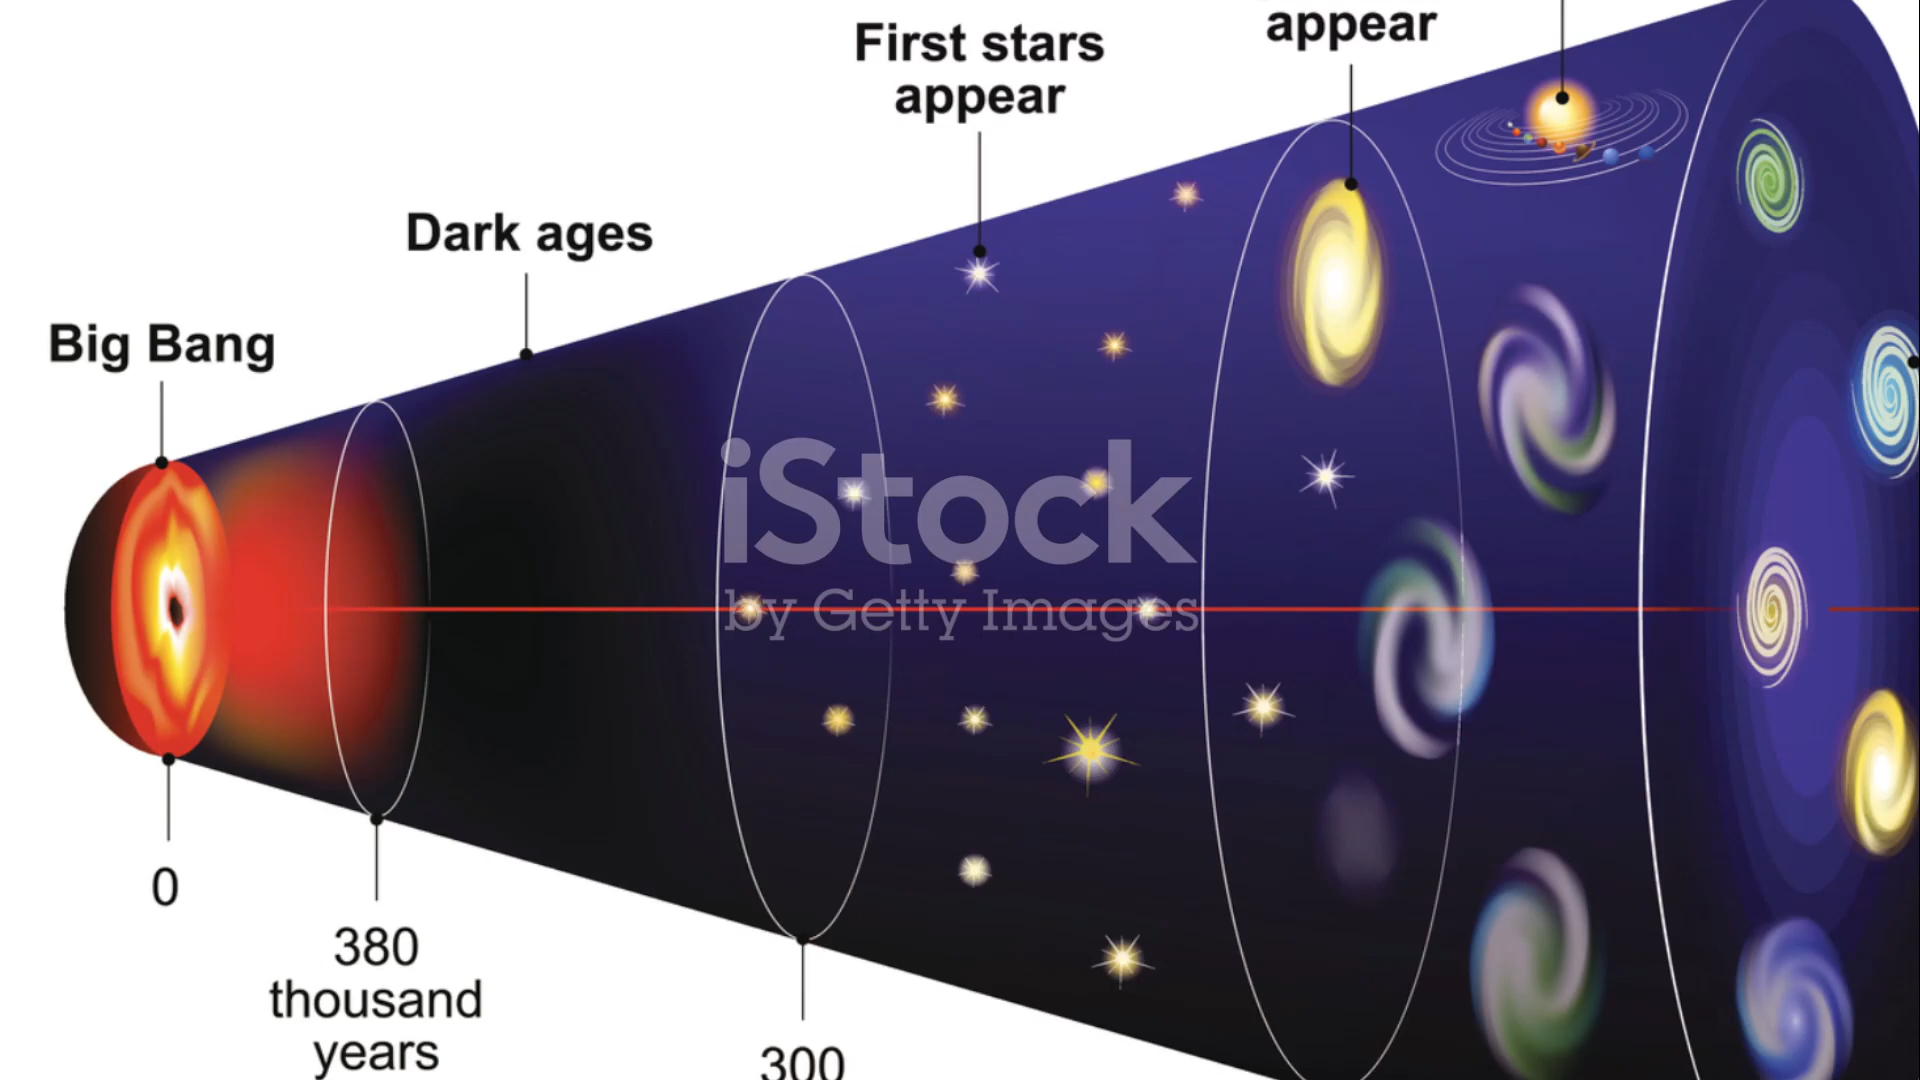 appear
First stars
appear
Dark ages
Big Bang
iStock
by Getty Images
0
380
thousand
years
300